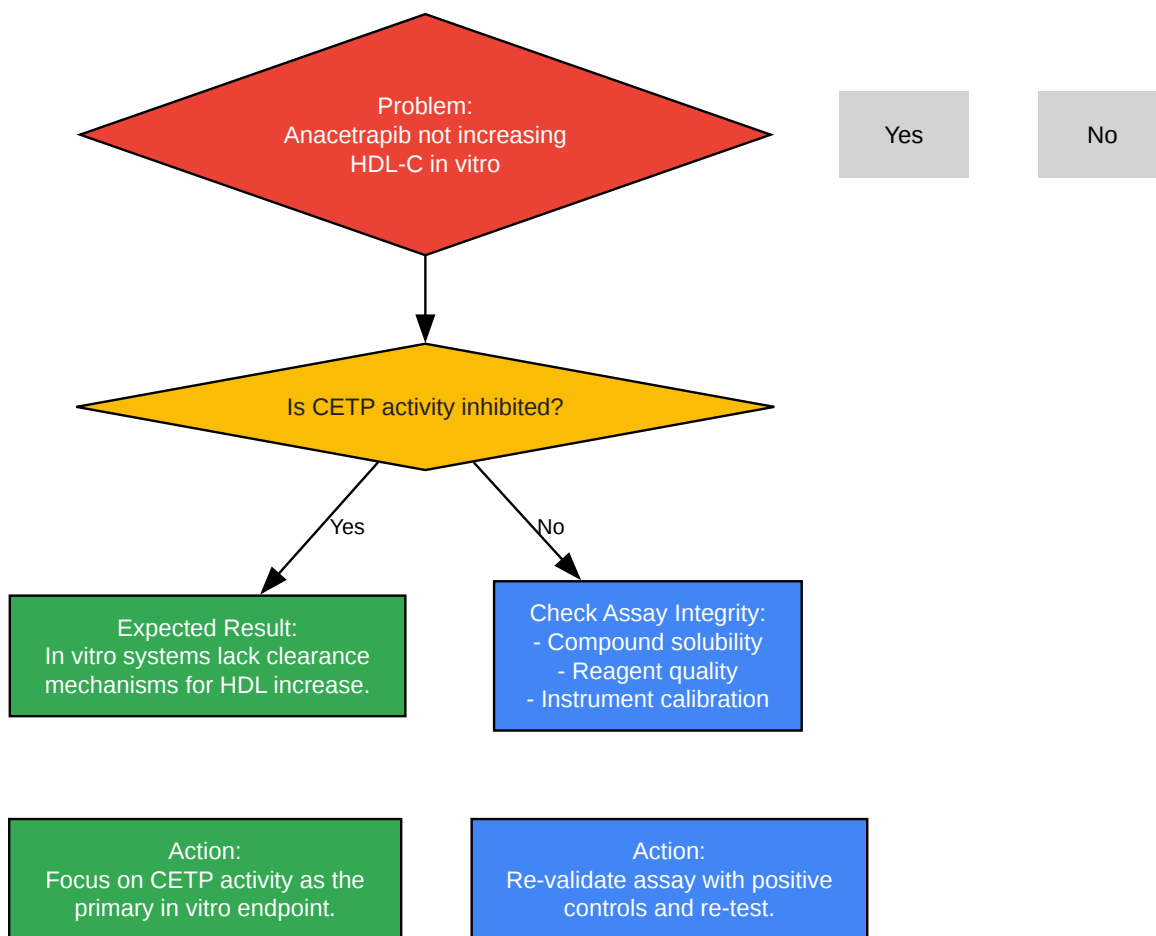 Problem:
Anacetrapib not increasing
HDL-C in vitro
Yes
No
Is CETP activity inhibited?
Yes
No
Expected Result:
In vitro systems lack clearance
mechanisms for HDL increase.
Check Assay Integrity:
- Compound solubility
- Reagent quality
- Instrument calibration
Action:
Focus on CETP activity as the
primary in vitro endpoint.
Action:
Re-validate assay with positive
controls and re-test.